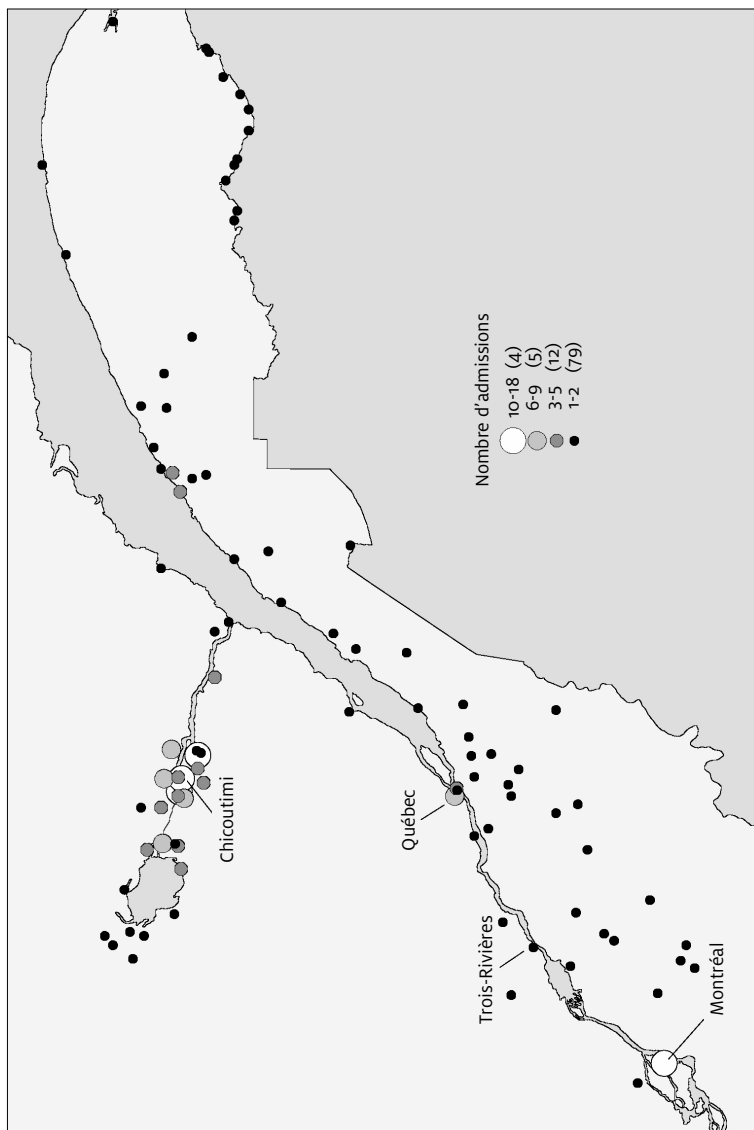 Chicoutimi
Québec
Trois-Rivières
Montréal
Nombre d'admissions
10-18 (4)
6-9 (5)
3-5 (12)
1-2 (79)